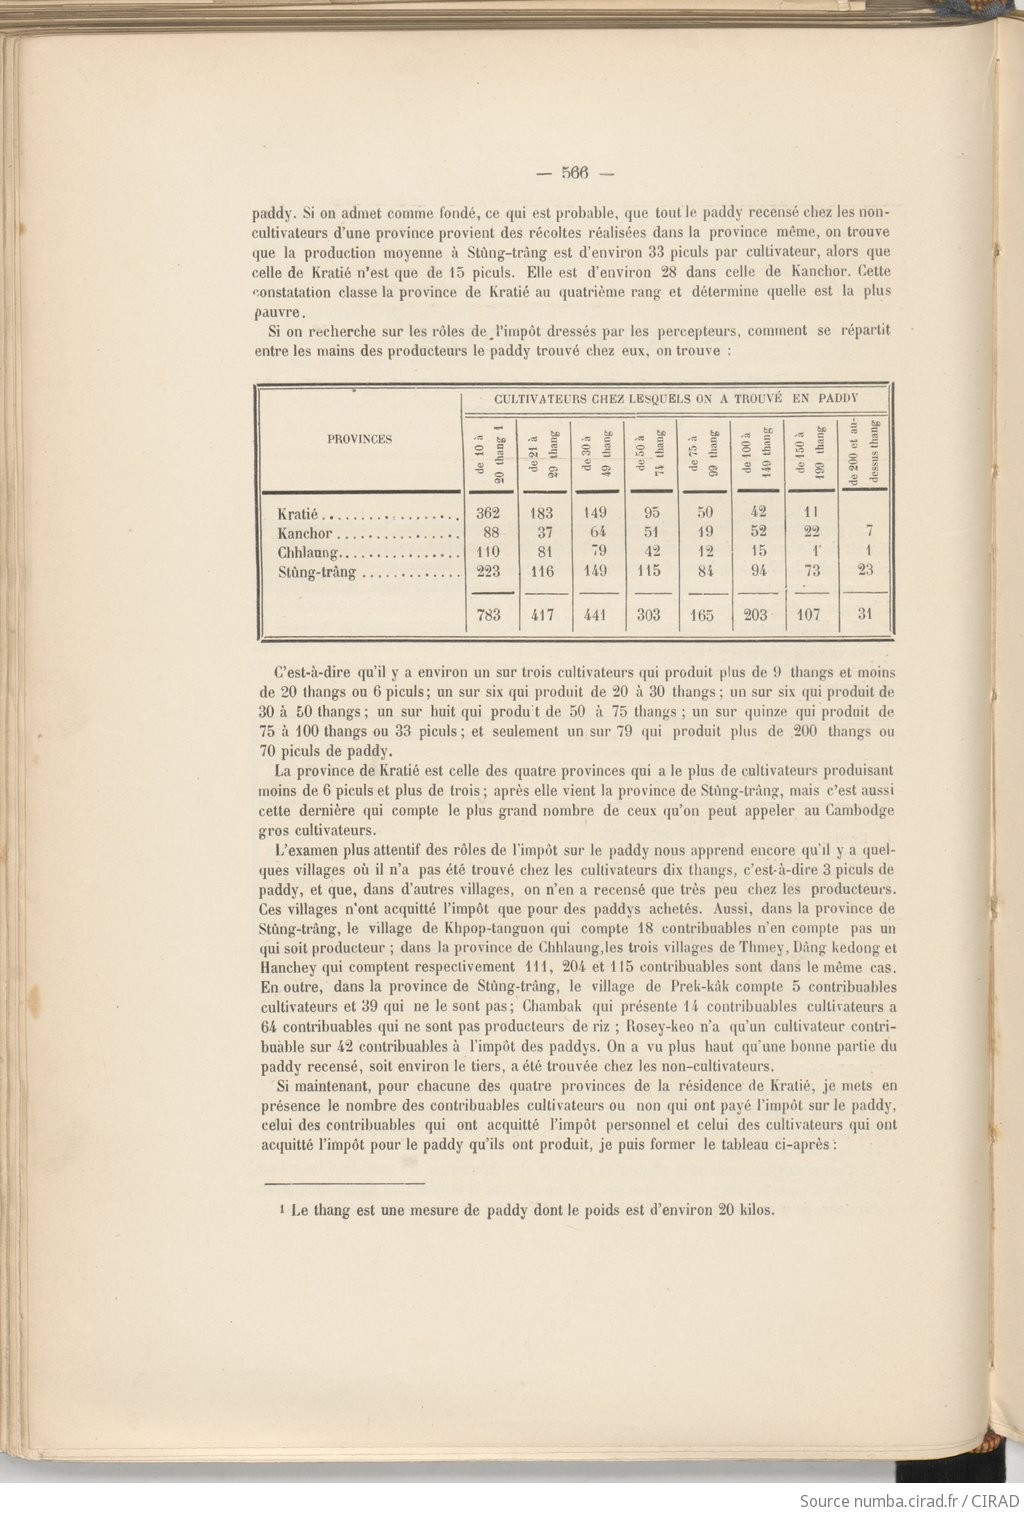 — 566 —
paddy. Si on admet comme fondé, ce qui est probable, que tout le paddy recensé chez les non-
cultivateurs d'une province provient des récoltes réalisées dans la province même, on trouve
que la production moyenne à Stûng-trâng est d'environ 33 piculs par cultivateur, alors que
celle de Kratié n'est que de 15 piculs. Elle est d'environ 28 dans celle de Kanchor. Cette
constatation classe la province de Kratié au quatrième rang et détermine quelle est la plus
pauvre.
Si on recherche sur les rôles de l'impôt dressés par les percepteurs, comment se répartit
entre les mains des producteurs le paddy trouvé chez eux, on trouve :
CULTIVATEURS CHEZ LESQUELS ON A TROUVÉ EN PADDY
PROVINCES | de 10 à 20 thang 1 | de 21 à 29 thang | de 30 à 49 thang | de 50 à 74 thang | de 75 à 99 thang | de 100 à 149 thang | de 150 à 199 thang | de 200 et au-dessus thang
Kratié ................. 362 183 149 95 50 42 11
Kanchor ................ 88 37 64 51 19 52 22 7
Chhlaung................ 110 81 79 42 12 15 1 1
Stûng-trâng ............. 223 116 149 115 84 94 73 23
783 417 441 303 165 203 107 31
C'est-à-dire qu'il y a environ un sur trois cultivateurs qui produit plus de 9 thangs et moins
de 20 thangs ou 6 piculs; un sur six qui produit de 20 à 30 thangs; un sur six qui produit de
30 à 50 thangs; un sur huit qui produ t de 50 à 75 thangs ; un sur quinze qui produit de
75 à 100 thangs ou 33 piculs; et seulement un sur 79 qui produit plus de 200 thangs ou
70 piculs de paddy.
La province de Kratié est celle des quatre provinces qui a le plus de cultivateurs produisant
moins de 6 piculs et plus de trois; après elle vient la province de Stûng-trâng, mais c'est aussi
cette dernière qui compte le plus grand nombre de ceux qu'on peut appeler au Cambodge
gros cultivateurs.
L'examen plus attentif des rôles de l'impôt sur le paddy nous apprend encore qu'il y a quel-
ques villages où il n'a pas été trouvé chez les cultivateurs dix thangs, c'est-à-dire 3 piculs de
paddy, et que, dans d'autres villages, on n'en a recensé que très peu chez les producteurs.
Ces villages n'ont acquitté l'impôt que pour des paddys achetés. Aussi, dans la province de
Stûng-trâng, le village de Khpop-tanguon qui compte 18 contribuables n'en compte pas un
qui soit producteur ; dans la province de Chhlaung,les trois villages de Thmey, Dâng kedong et
Hanchey qui comptent respectivement 111, 204 et 115 contribuables sont dans le même cas.
En outre, dans la province de Stûng-trâng, le village de Prek-kâk compte 5 contribuables
cultivateurs et 39 qui ne le sont pas; Chambak qui présente 14 contribuables cultivateurs a
64 contribuables qui ne sont pas producteurs de riz ; Rosey-keo n'a qu'un cultivateur contri-
buable sur 42 contribuables à l'impôt des paddys. On a vu plus haut qu'une bonne partie du
paddy recensé, soit environ le tiers, a été trouvée chez les non-cultivateurs.
Si maintenant, pour chacune des quatre provinces de la résidence de Kratié, je mets en
présence le nombre des contribuables cultivateurs ou non qui ont payé l'impôt sur le paddy,
celui des contribuables qui ont acquitté l'impôt personnel et celui des cultivateurs qui ont
acquitté l'impôt pour le paddy qu'ils ont produit, je puis former le tableau ci-après :
1 Le thang est une mesure de paddy dont le poids est d'environ 20 kilos.
Source numba.cirad.fr / CIRAD